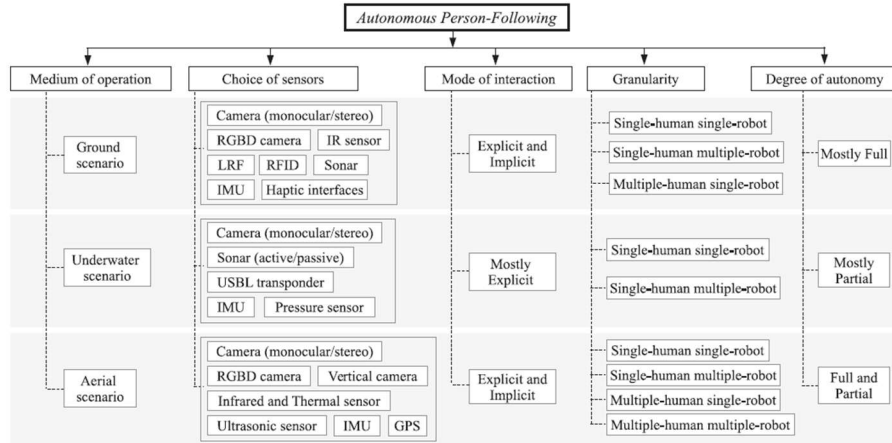 Autonomous Person-Following
Medium of operation
Choice of sensors
Mode of interaction
Granularity
Degree of autonomy
Ground
scenario
Camera (monocular/stereo)
RGBD camera
IR sensor
LRF
RFID
Sonar
IMU
Haptic interfaces
Explicit and
Implicit
Single-human single-robot
Single-human multiple-robot
Multiple-human single-robot
Mostly Full
Underwater
scenario
Camera (monocular/stereo)
Sonar (active/passive)
USBL transponder
IMU
Pressure sensor
Mostly
Explicit
Single-human single-robot
Single-human multiple-robot
Mostly
Partial
Aerial
scenario
Camera (monocular/stereo)
RGBD camera
Vertical camera
Infrared and Thermal sensor
Ultrasonic sensor
IMU
GPS
Explicit and Implicit
Single-human single-robot
Single-human multiple-robot
Multiple-human single-robot
Multiple-human multiple-robot
Full and
Partial